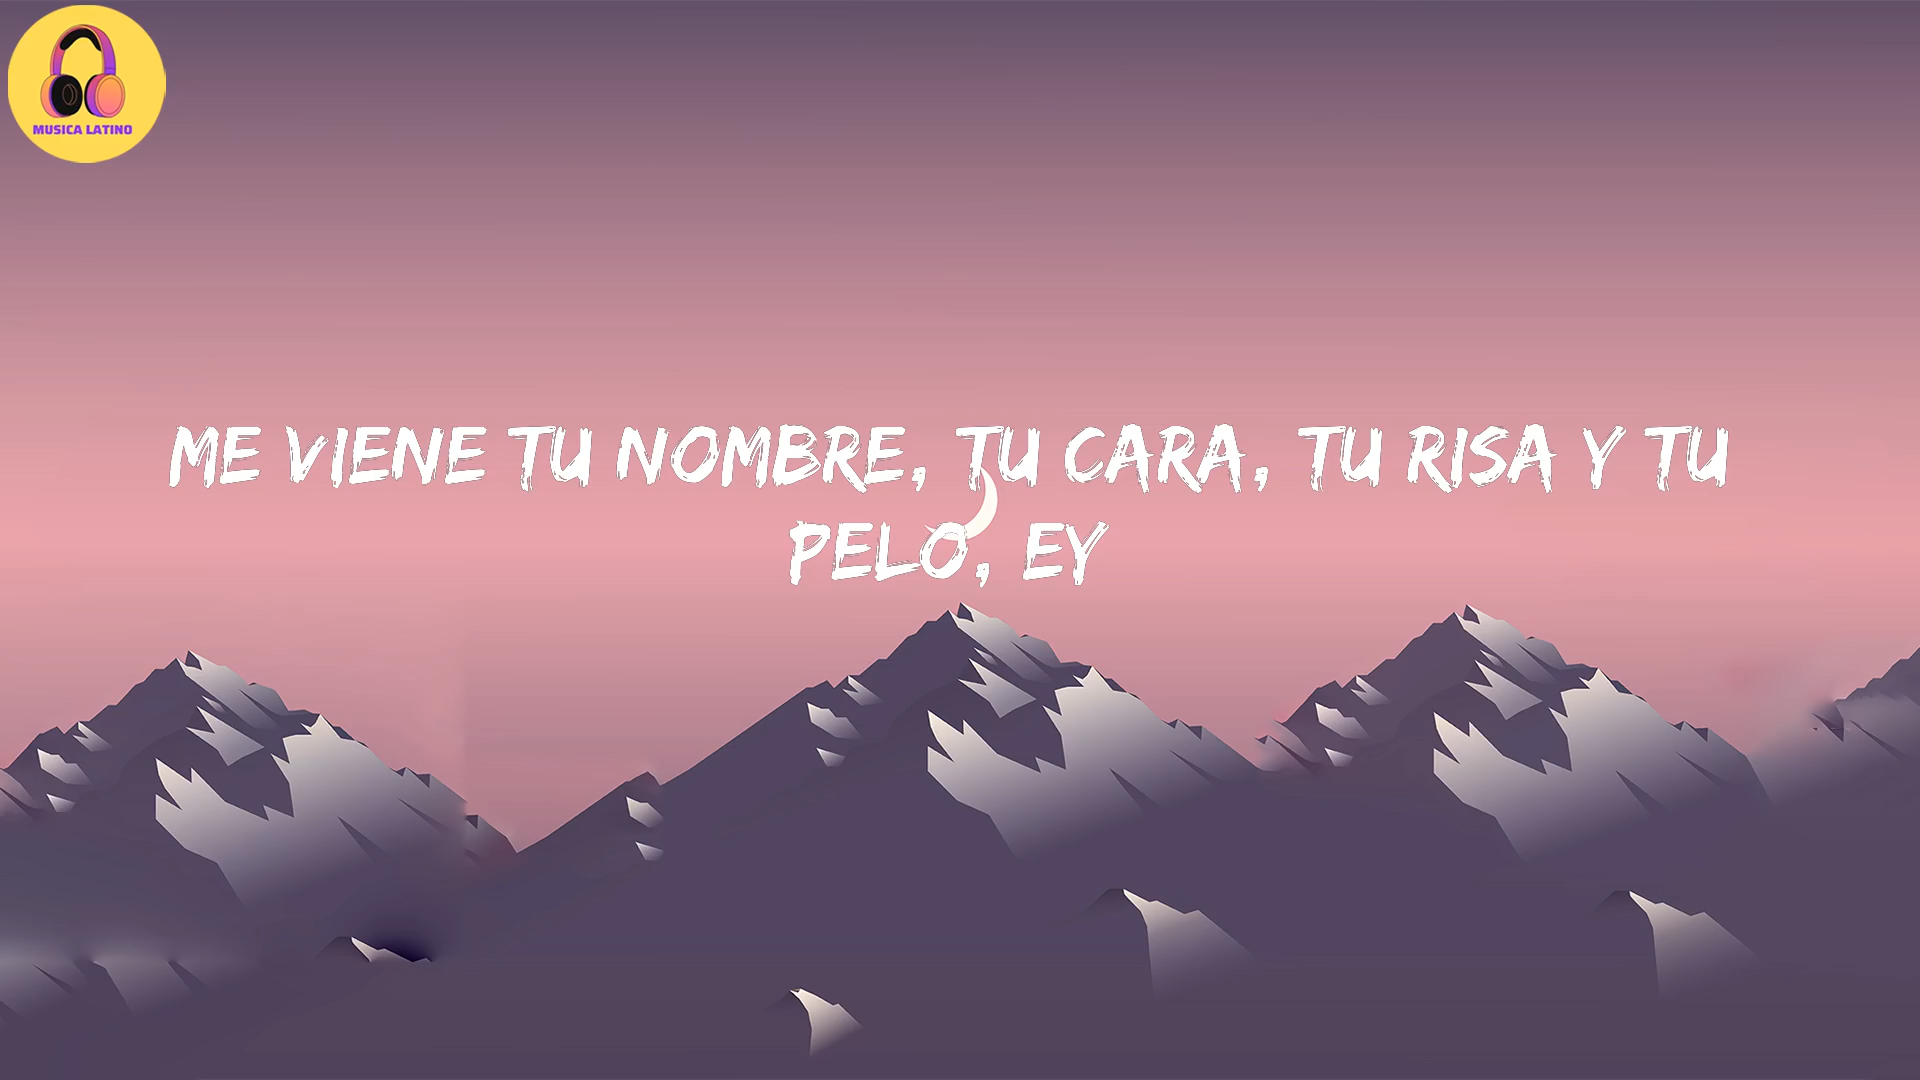 MUSICA LATINO
ME VIENE TU NOMBRE, TU CARA, TU RISA Y TU
PELO, EY